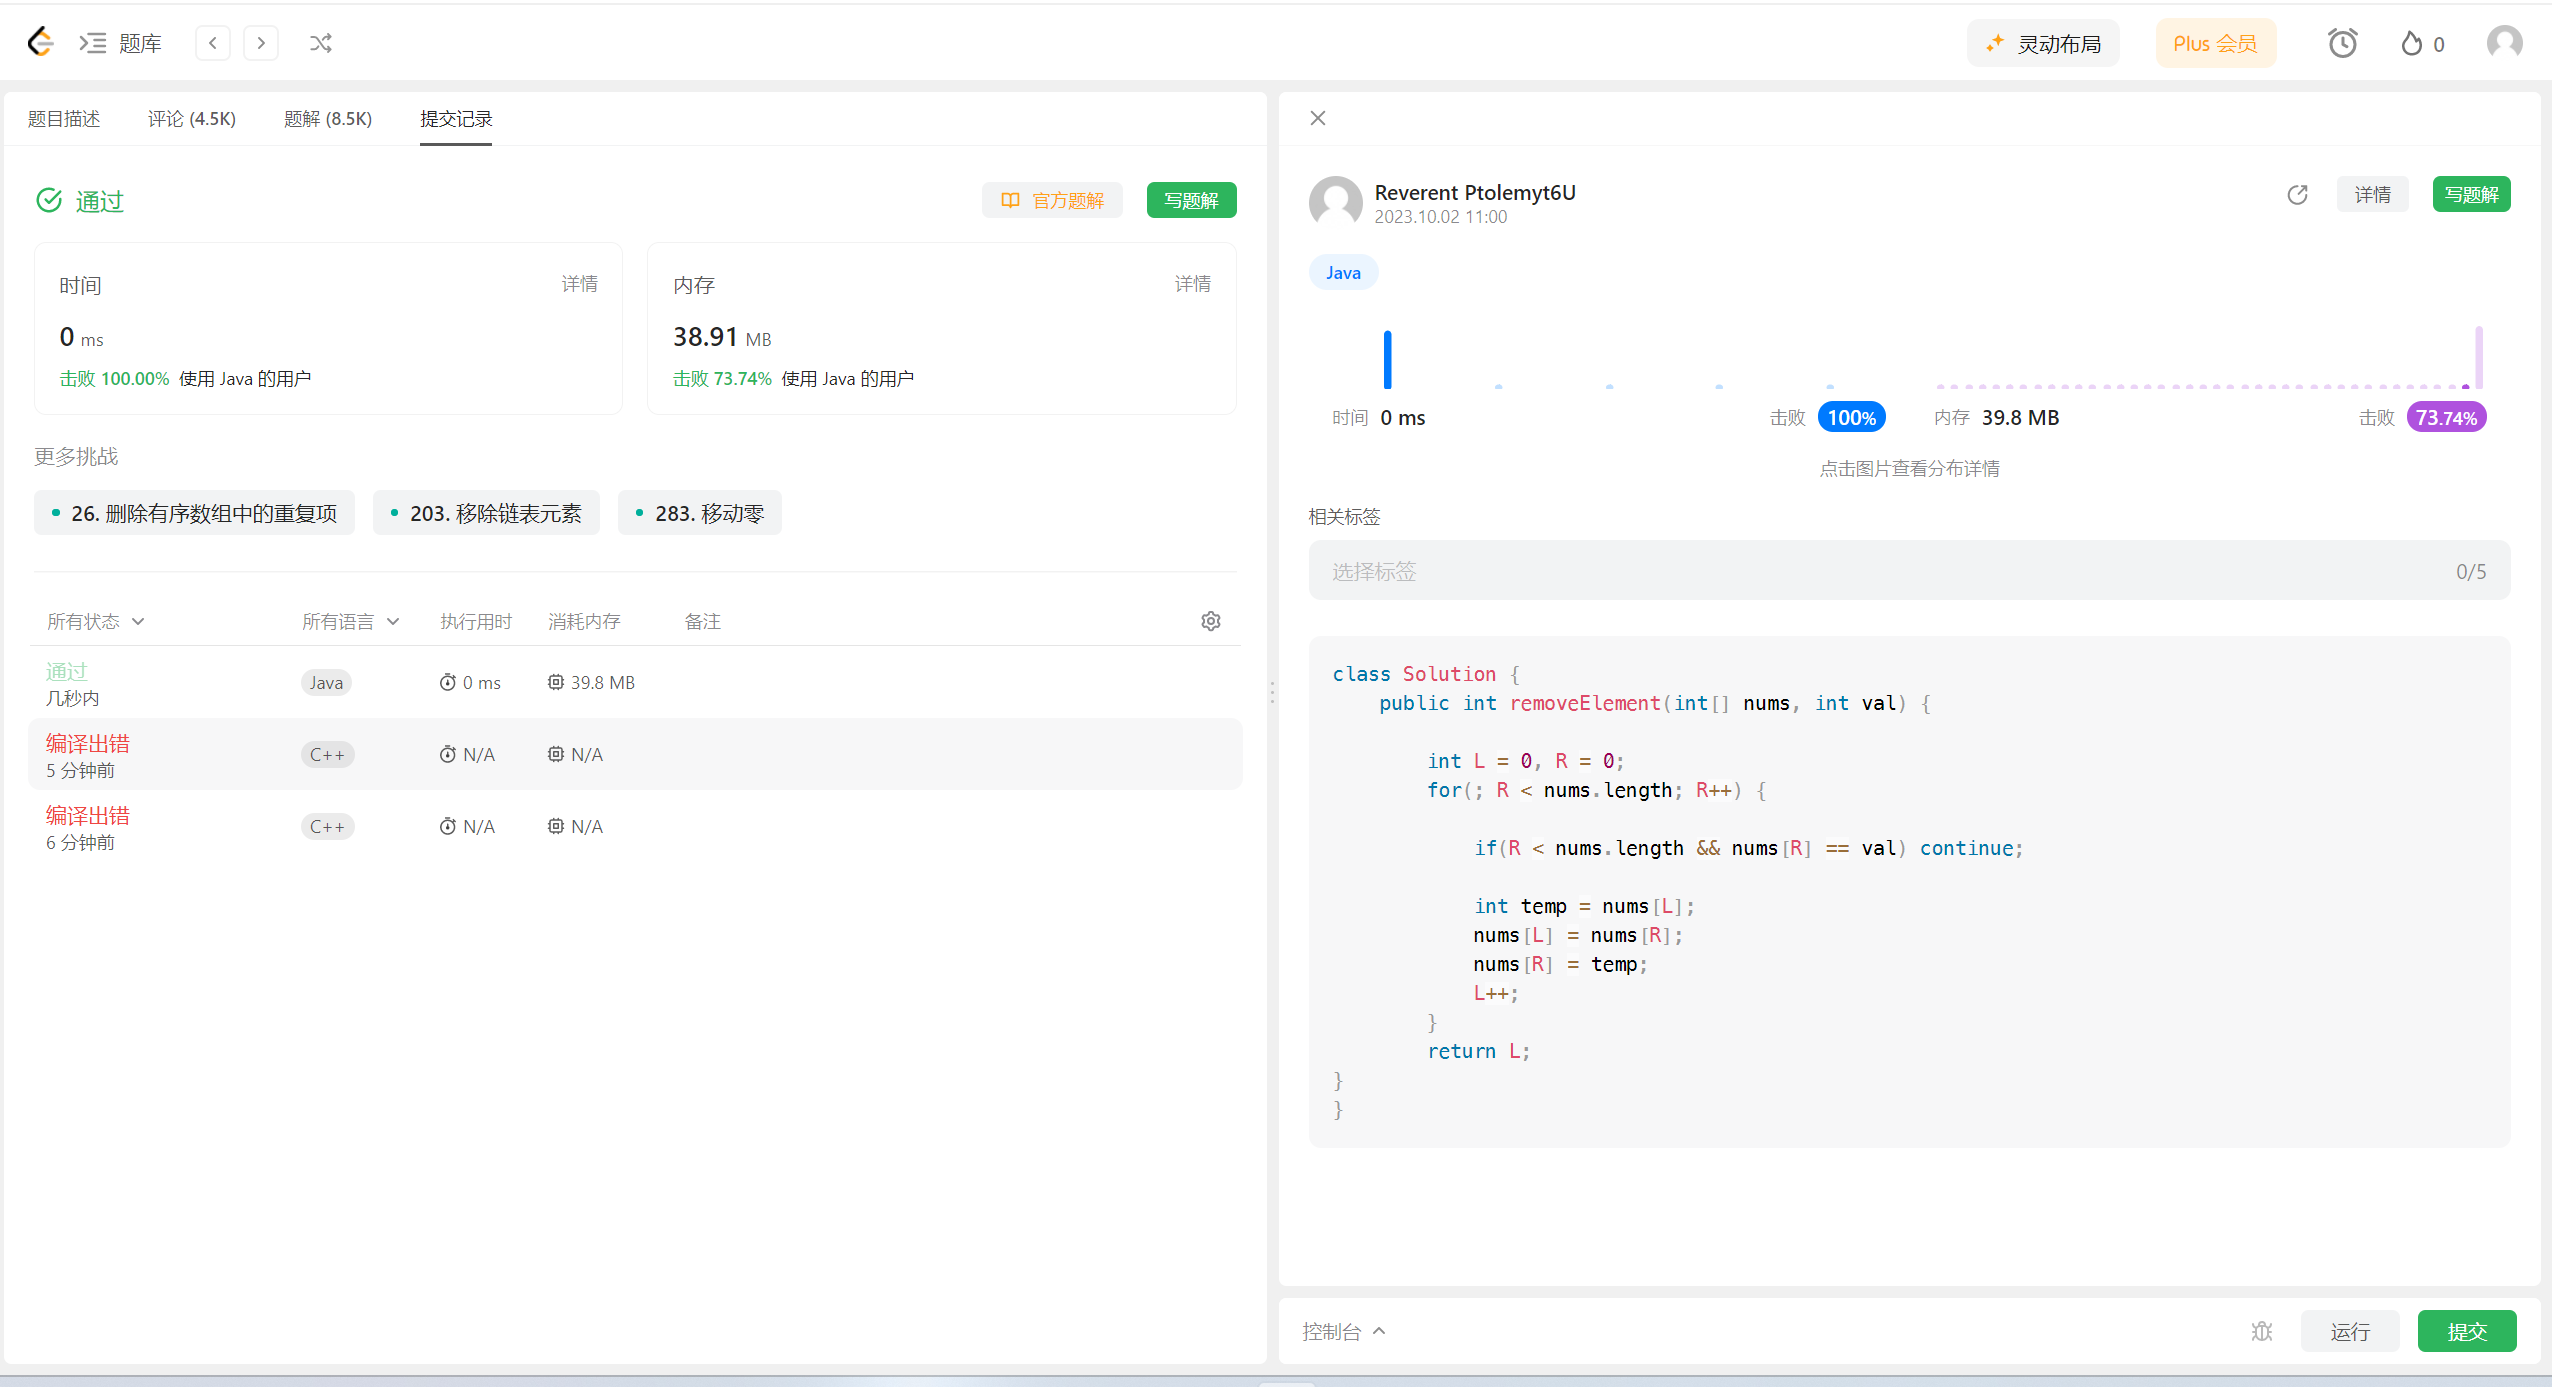 题库
灵动布局
Plus 会员
0
题目描述
评论 (4.5K)
题解 (8.5K)
提交记录
通过
官方题解
写题解
时间
详情
0 ms
击败 100.00% 使用 Java 的用户
内存
详情
38.91 MB
击败 73.74% 使用 Java 的用户
更多挑战
26. 删除有序数组中的重复项
203. 移除链表元素
283. 移动零
所有状态 所有语言 执行用时 消耗内存 备注
通过
几秒内
Java 0 ms 39.8 MB
编译出错
5 分钟前
C++ N/A N/A
编译出错
6 分钟前
C++ N/A N/A
Reverent Ptolemyt6U
2023.10.02 11:00
详情
写题解
Java
时间 0 ms 击败 100%
内存 39.8 MB 击败 73.74%
点击图片查看分布详情
相关标签
选择标签 0/5
class Solution {
    public int removeElement(int[] nums, int val) {
        int L = 0, R = 0;
        for(; R < nums.length; R++) {
            if(R < nums.length && nums[R] == val) continue;
            int temp = nums[L];
            nums[L] = nums[R];
            nums[R] = temp;
            L++;
        }
        return L;
}
}
控制台
运行
提交